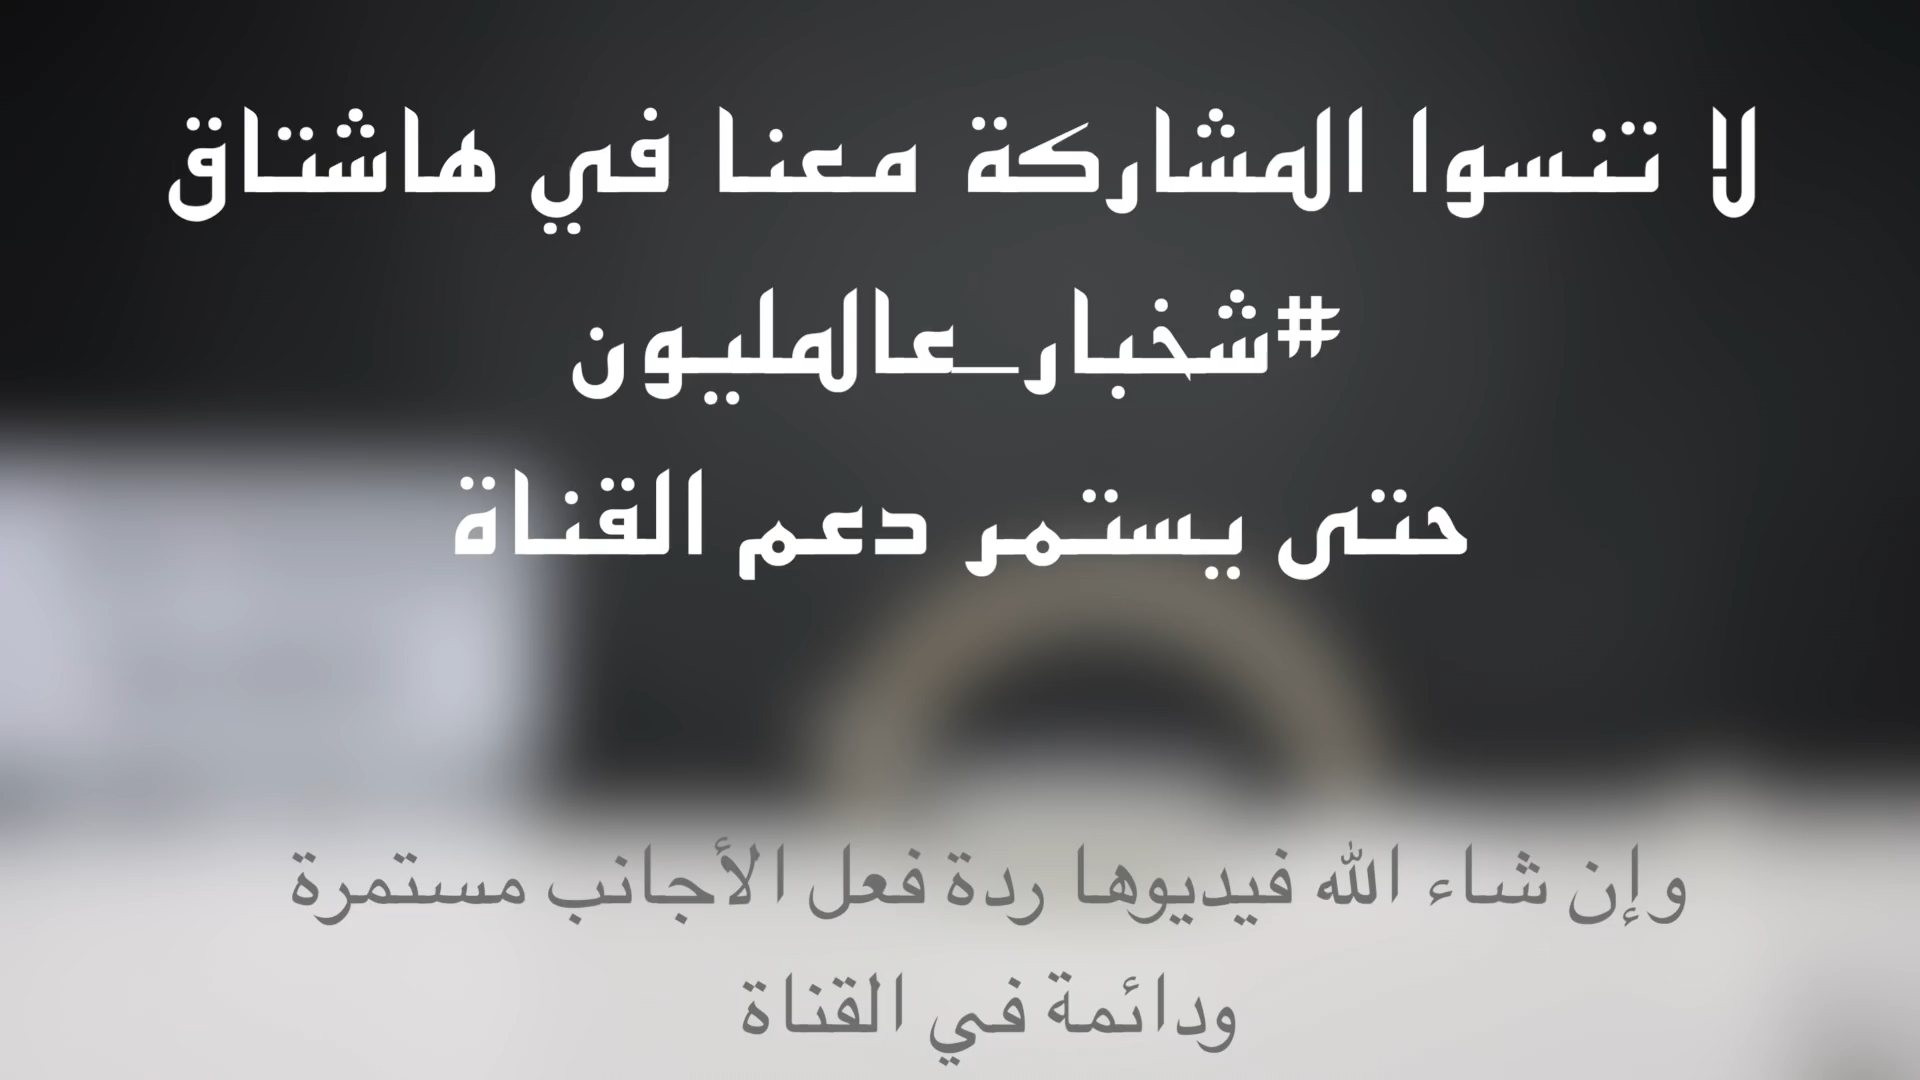 لا تنسوا المشاركة معنا في هاشتاق
#شخبار_عالمليون
حتى يستمر دعم القناة
وإن شاء الله فيديوها ردة فعل الأجانب مستمرة
ودائمة في القناة